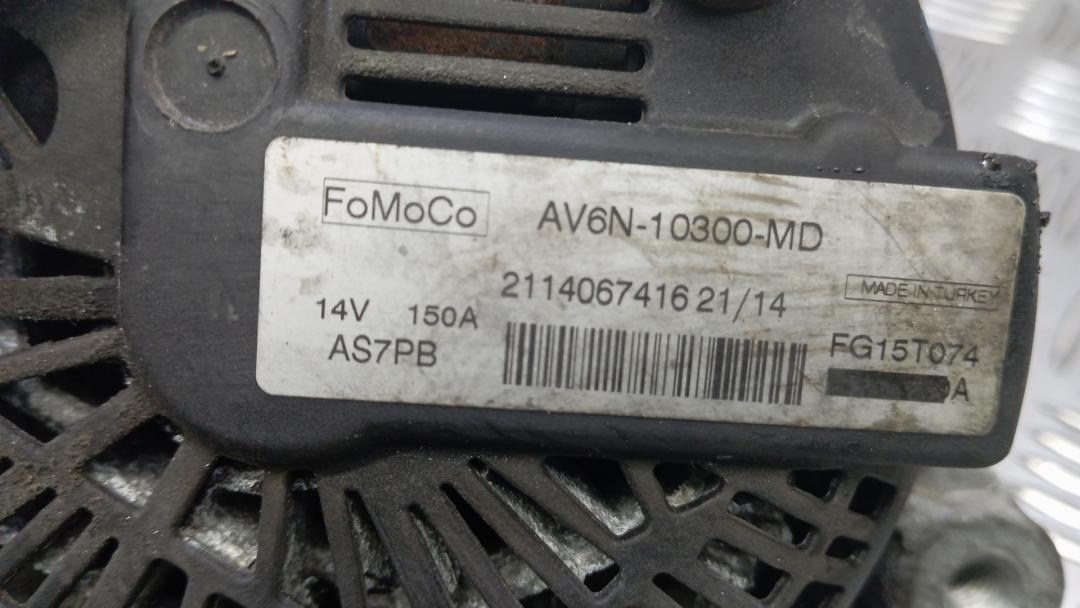 FoMoCo AV6N-10300-MD
2114067416 21/14 MADE IN TURKEY
14V 150A
AS7PB FG15T074
A